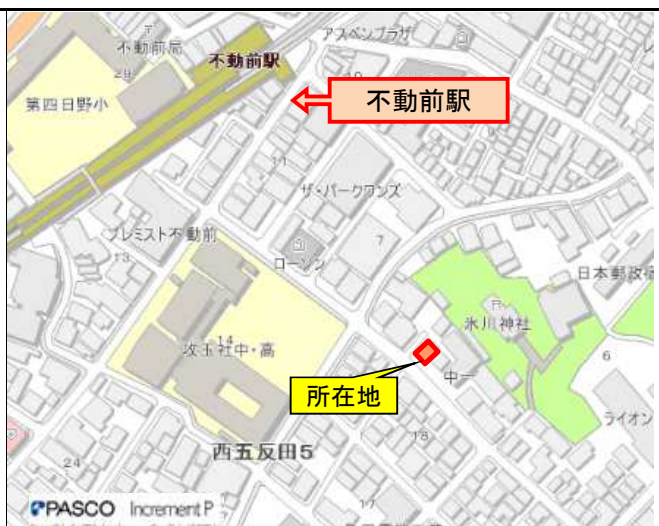 アスペンプラザ
不動前局
不動前駅
29
10
不動前駅
第四日野小
11
ザ・パークワンズ
プレミスト不動前
7
13
ローソン
日本郵政宿
氷川神社
14
攻玉社中・高
6
中一
所在地
ライオン
18
西五反田5
24
17
PASCO Increment P